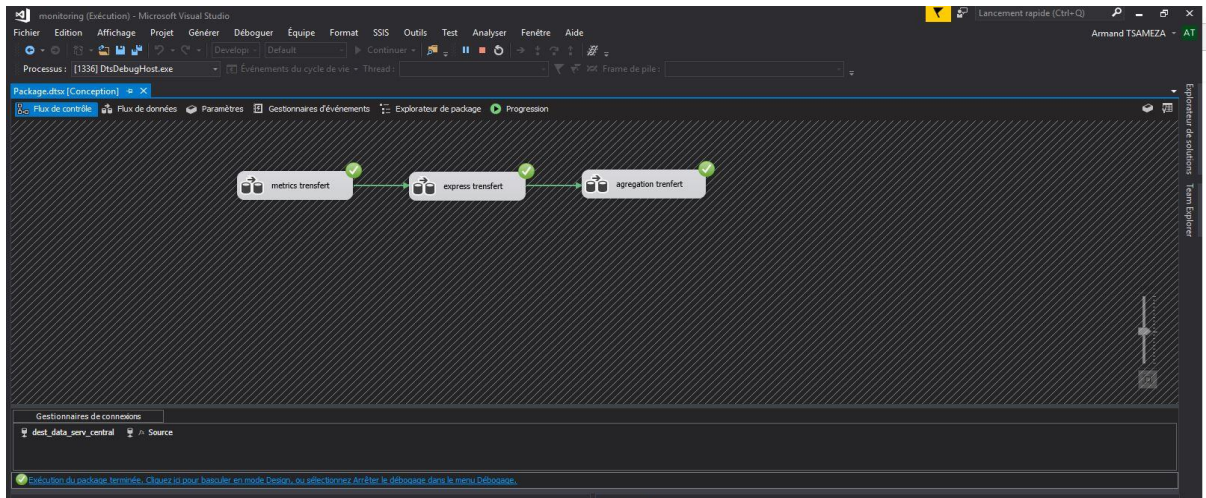 monitoring (Exécution) - Microsoft Visual Studio
Lancement rapide (Ctrl+Q)
Fichier Edition Affichage Projet Générer Déboguer Équipe Format SSIS Outils Test Analyser Fenêtre Aide
Armand TSAMEZA AT
Developi Default Continuer
Processus : [1336] DtsDebugHost.exe Événements du cycle de vie Thread : Frame de pile :
Package.dtsx [Conception]
Flux de contrôle Flux de données Paramètres Gestionnaires d'événements Explorateur de package Progression
Explorateur de solutions
Team Explorer
metrics trensfert
express trensfert
agregation trenfert
Gestionnaires de connexions
dest_data_serv_central Source
Exécution du package terminée. Cliquez ici pour basculer en mode Design, ou sélectionnez Arrêter le débogage dans le menu Débogage.